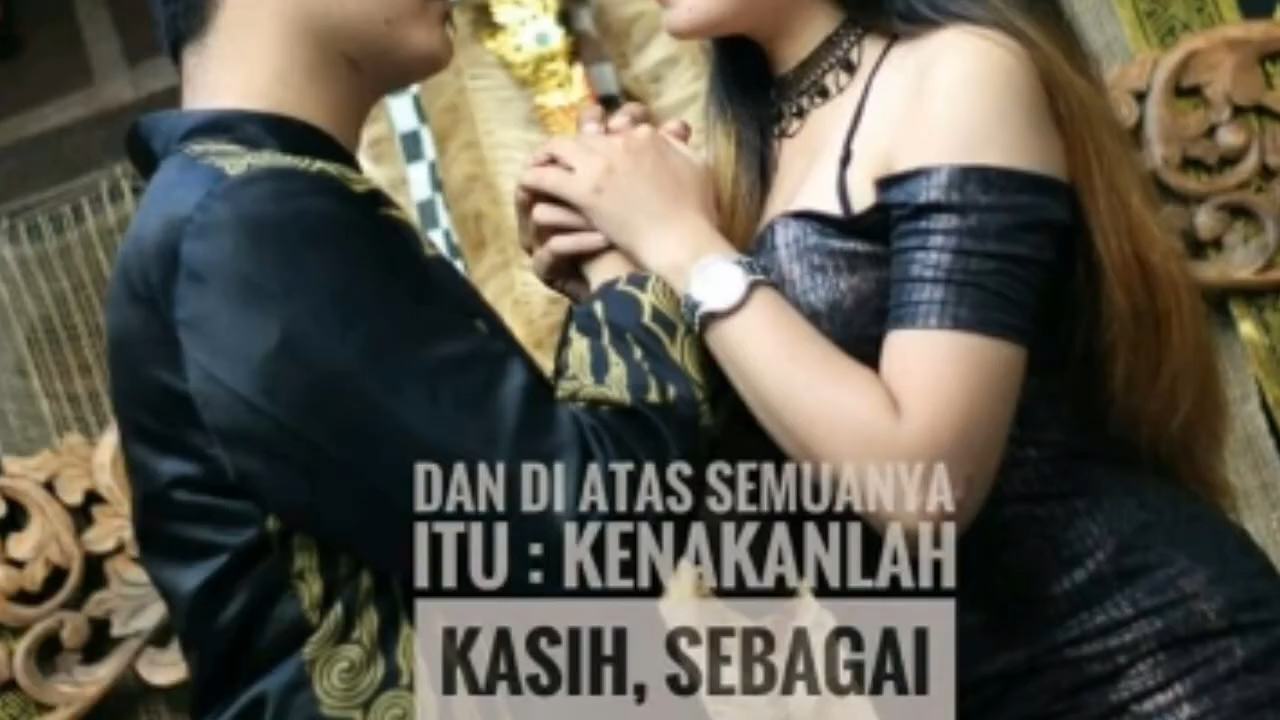 DAN DI ATAS SEMUANYA
ITU : KENAKANLAH
KASIH, SEBAGAI